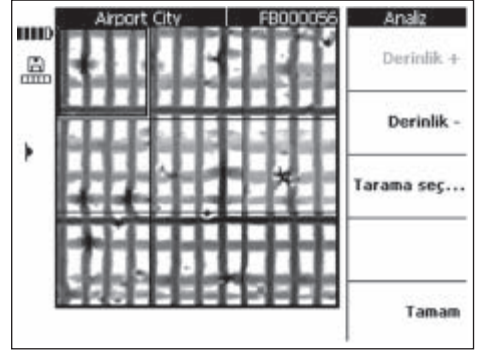 Airport City FB000056 Analiz
Derinlik +
Derinlik -
Tarama seç...
Tamam